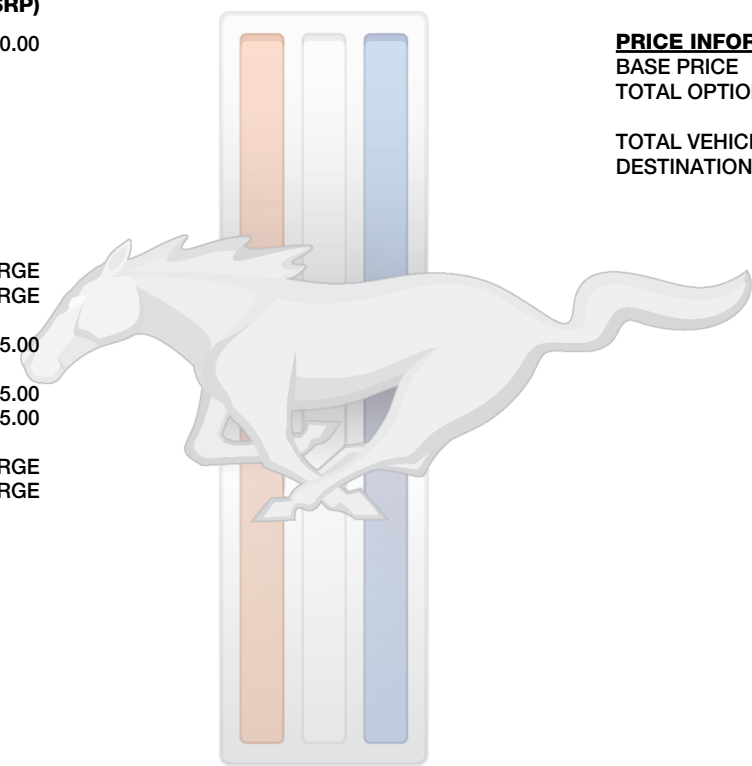 SRP)
0.00
RGE
RGE
5.00
5.00
5.00
RGE
RGE
PRICE INFOR
BASE PRICE
TOTAL OPTIO
TOTAL VEHIC
DESTINATION